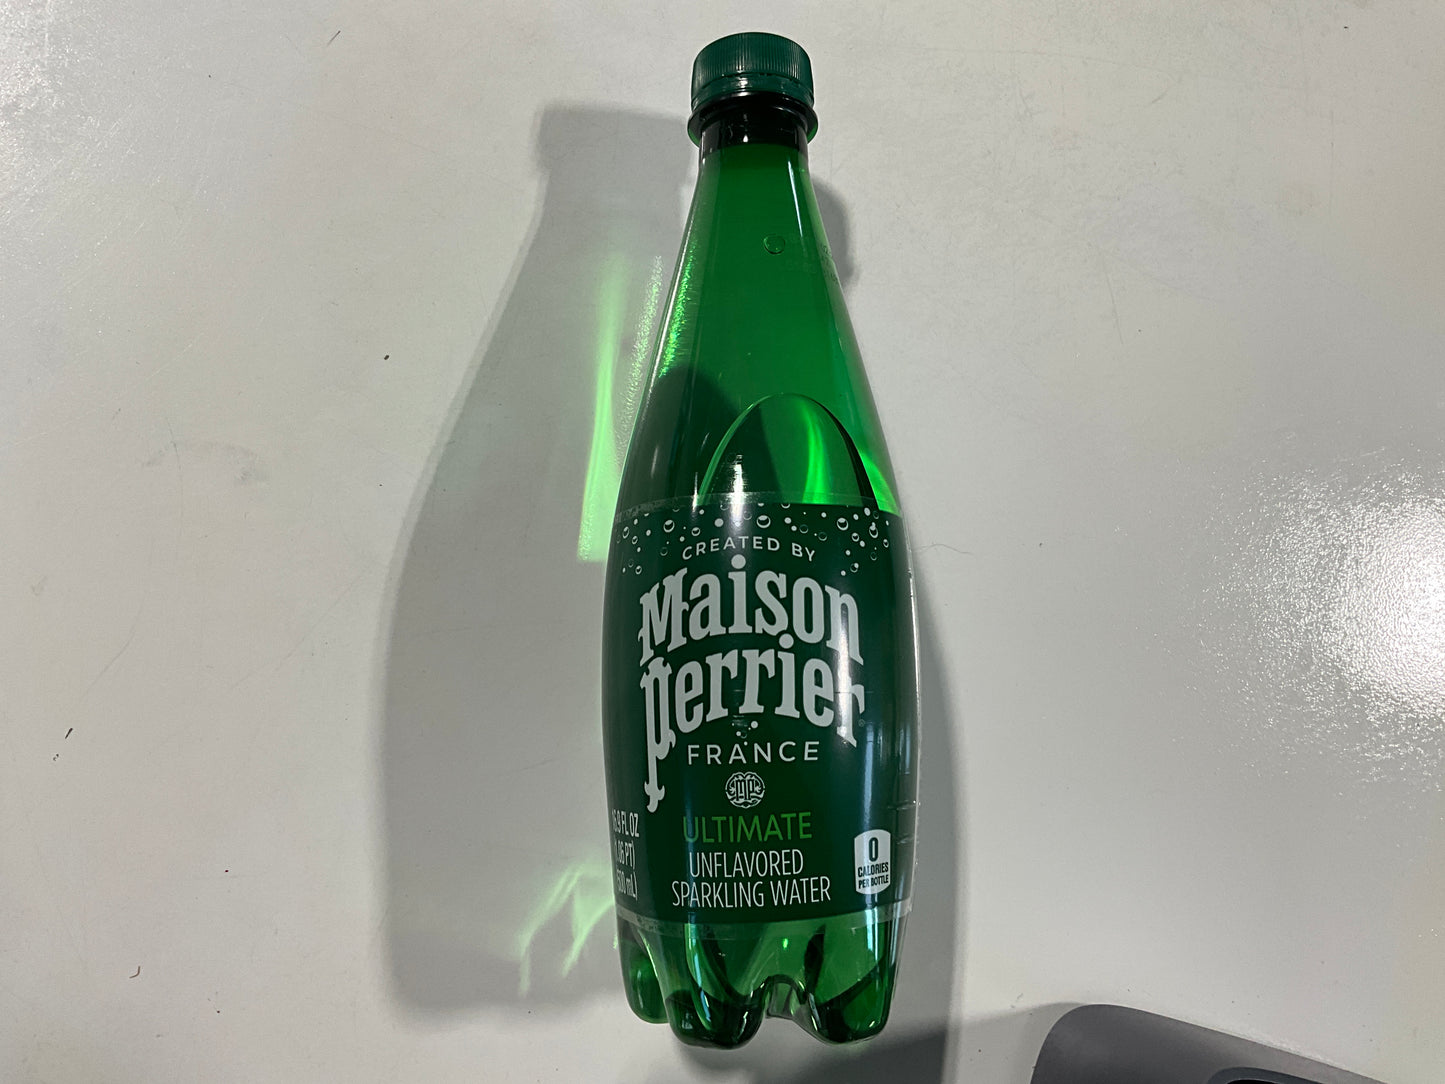 CREATED BY
Maison
Perrier®
FRANCE
MP
ULTIMATE
UNFLAVORED
SPARKLING WATER
16.9 FL OZ
(1.06 PT)
(500 mL)
0
CALORIES
PER BOTTLE